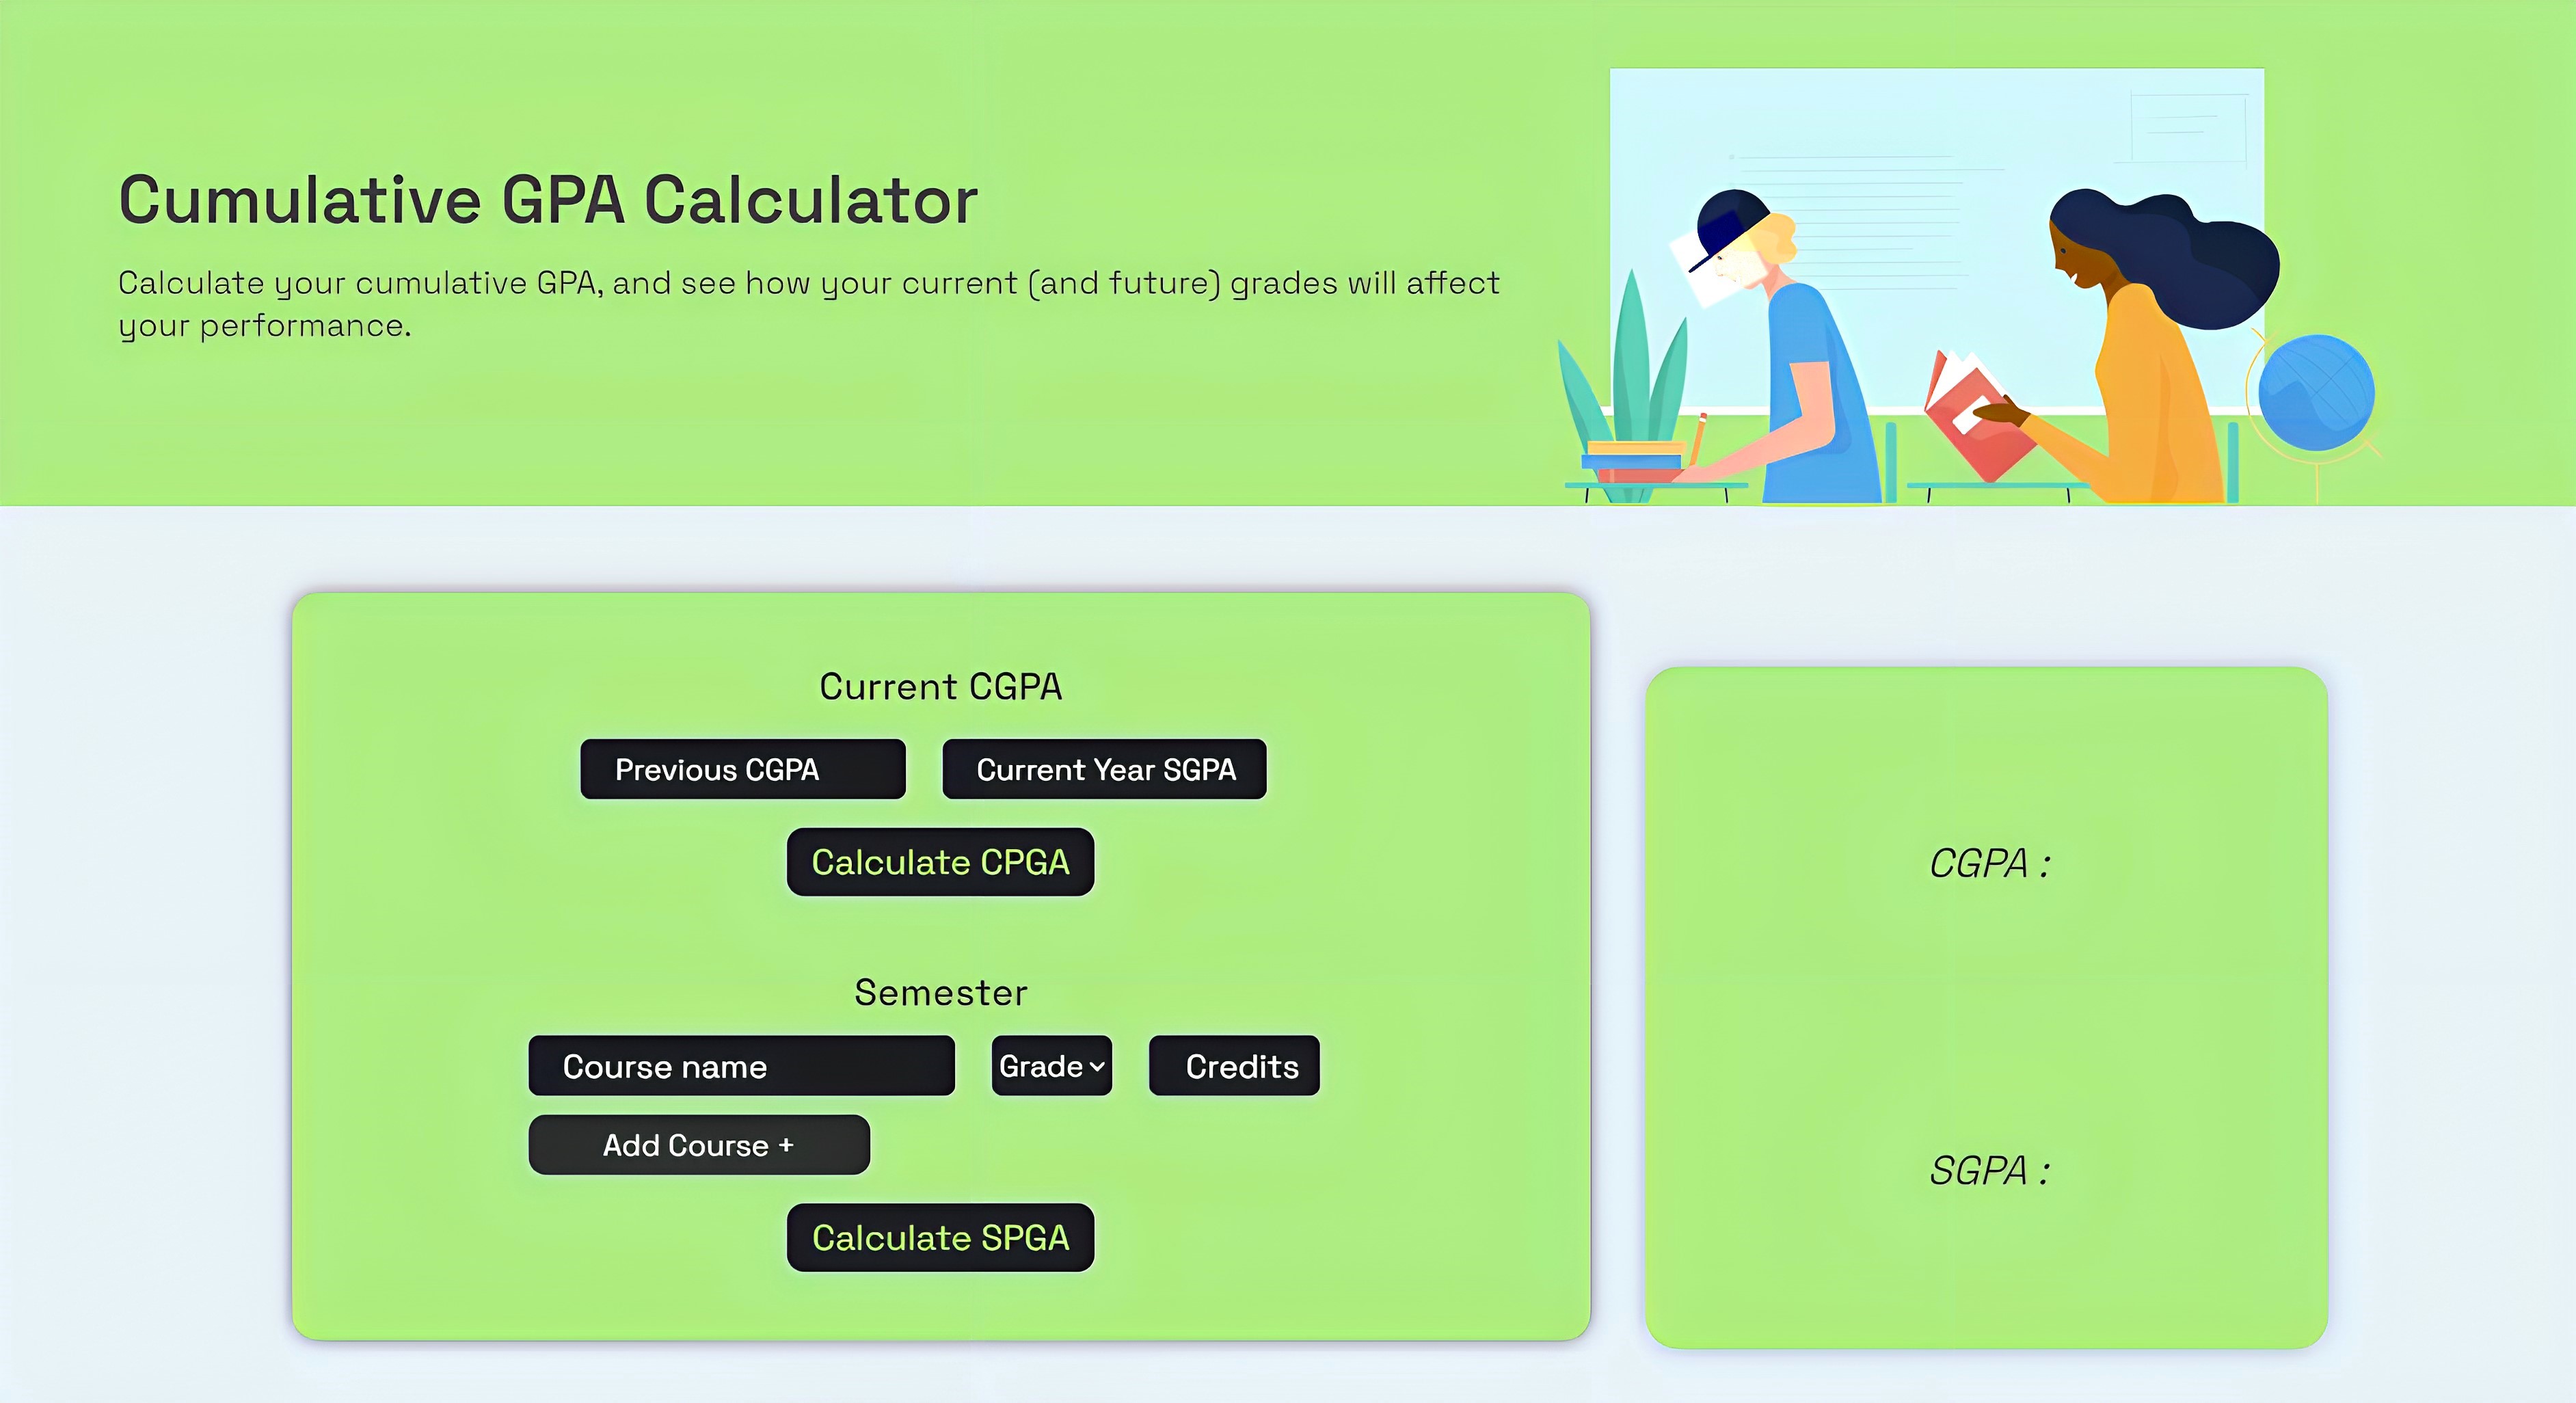 Cumulative GPA Calculator
Calculate your cumulative GPA, and see how your current (and future) grades will affect
your performance.
Current CGPA
Previous CGPA
Current Year SGPA
Calculate CPGA
Semester
Course name
Grade
Credits
Add Course +
Calculate SPGA
CGPA :
SGPA :